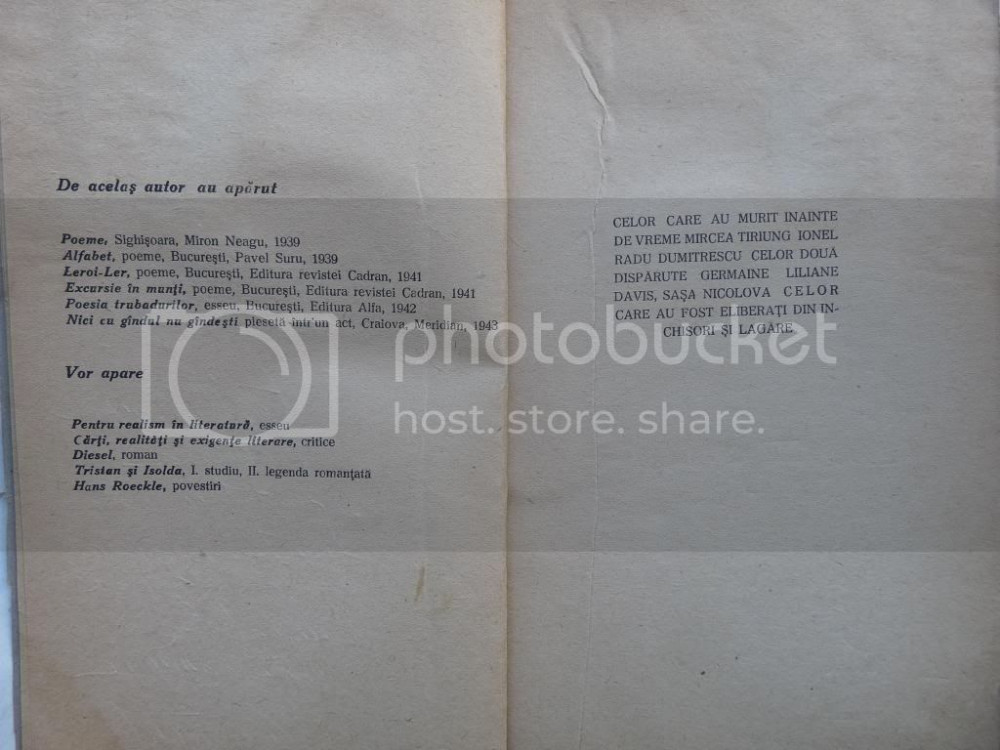 De acelaş autor au apărut
Poeme, Sighişoara, Miron Neagu, 1939
Alfabet, poeme, Bucureşti, Pavel Suru, 1939
Leroi-Ler, poeme, Bucureşti, Editura revistei Cadran, 1941
Excursie în munţi, poeme, Bucureşti, Editura revistei Cadran, 1941
Poesia trubadurilor, esseu, Bucureşti, Editura Alfa, 1942
Nici cu gîndul nu gîndeşti piesetă într'un act, Craiova, Meridian, 1943
Vor apare
Pentru realism în literatură, esseu
Cărţi, realităţi şi exigenţe literare, critice
Diesel, roman
Tristan şi Isolda, I. studiu, II. legenda romanţată
Hans Roeckle, povestiri
CELOR CARE AU MURIT INAINTE
DE VREME MIRCEA TIRIUNG IONEL
RADU DUMITRESCU CELOR DOUĂ
DISPĂRUTE GERMAINE LILIANE
DAVIS, SAŞA NICOLOVA CELOR
CARE AU FOST ELIBERAŢI DIN IN-
CHISORI ŞI LAGĂRE
photobucket
host. store. share.